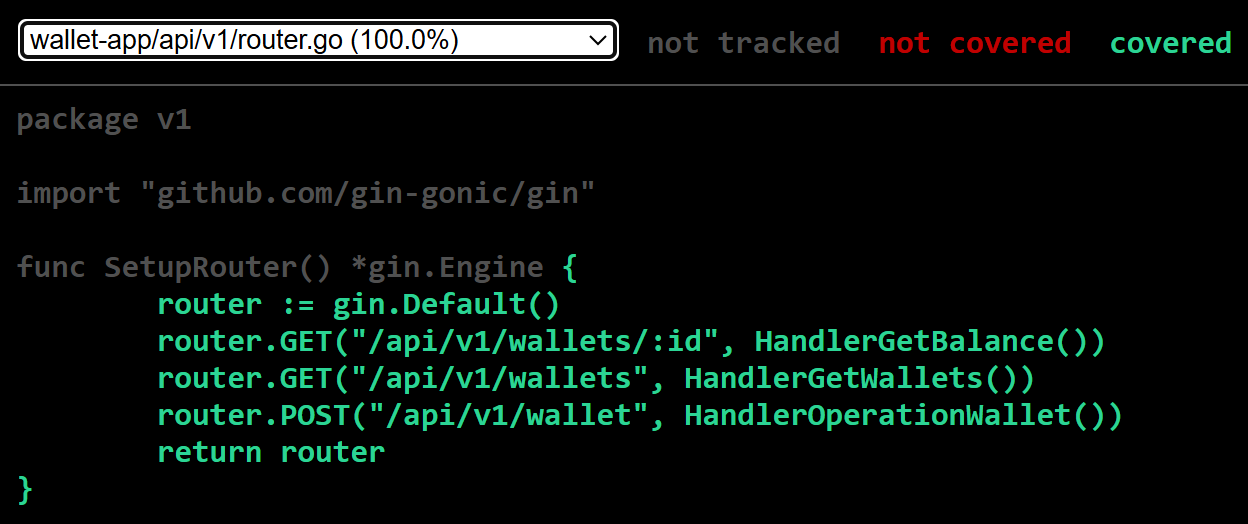 wallet-app/api/v1/router.go (100.0%) not tracked not covered covered
package v1
import "github.com/gin-gonic/gin"
func SetupRouter() *gin.Engine {
router := gin.Default()
router.GET("/api/v1/wallets/:id", HandlerGetBalance())
router.GET("/api/v1/wallets", HandlerGetWallets())
router.POST("/api/v1/wallet", HandlerOperationWallet())
return router
}